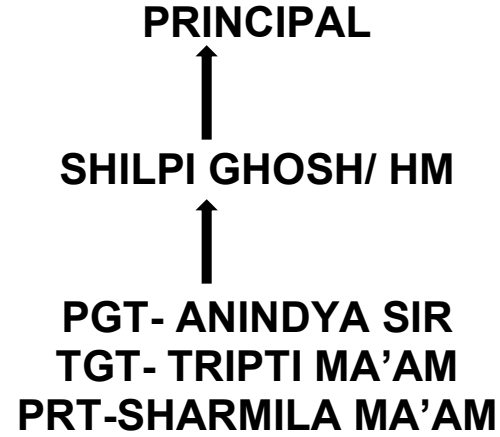 PRINCIPAL
SHILPI GHOSH/ HM
PGT- ANINDYA SIR
TGT- TRIPTI MA’AM
PRT-SHARMILA MA’AM